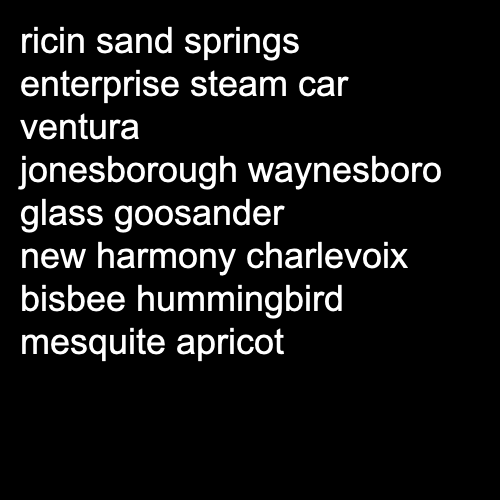 ricin sand springs
enterprise steam car
ventura
jonesborough waynesboro
glass goosander
new harmony charlevoix
bisbee hummingbird
mesquite apricot